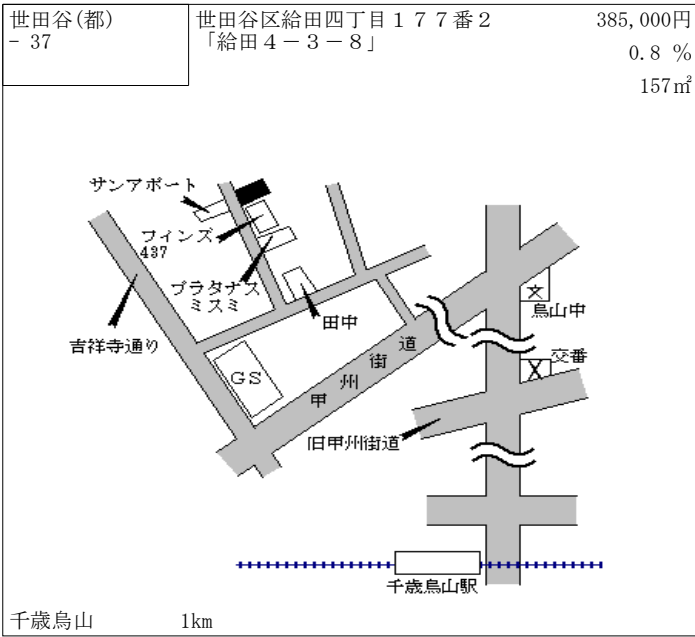 世田谷(都)
- 37
世田谷区給田四丁目１７７番２
「給田４－３－８」
385,000円
0.8 %
157㎡
サンアポート
フィンズ
437
プラタナス
ミスミ
田中
吉祥寺通り
GS
甲州街道
烏山中
交番
旧甲州街道
千歳烏山駅
千歳烏山 1km